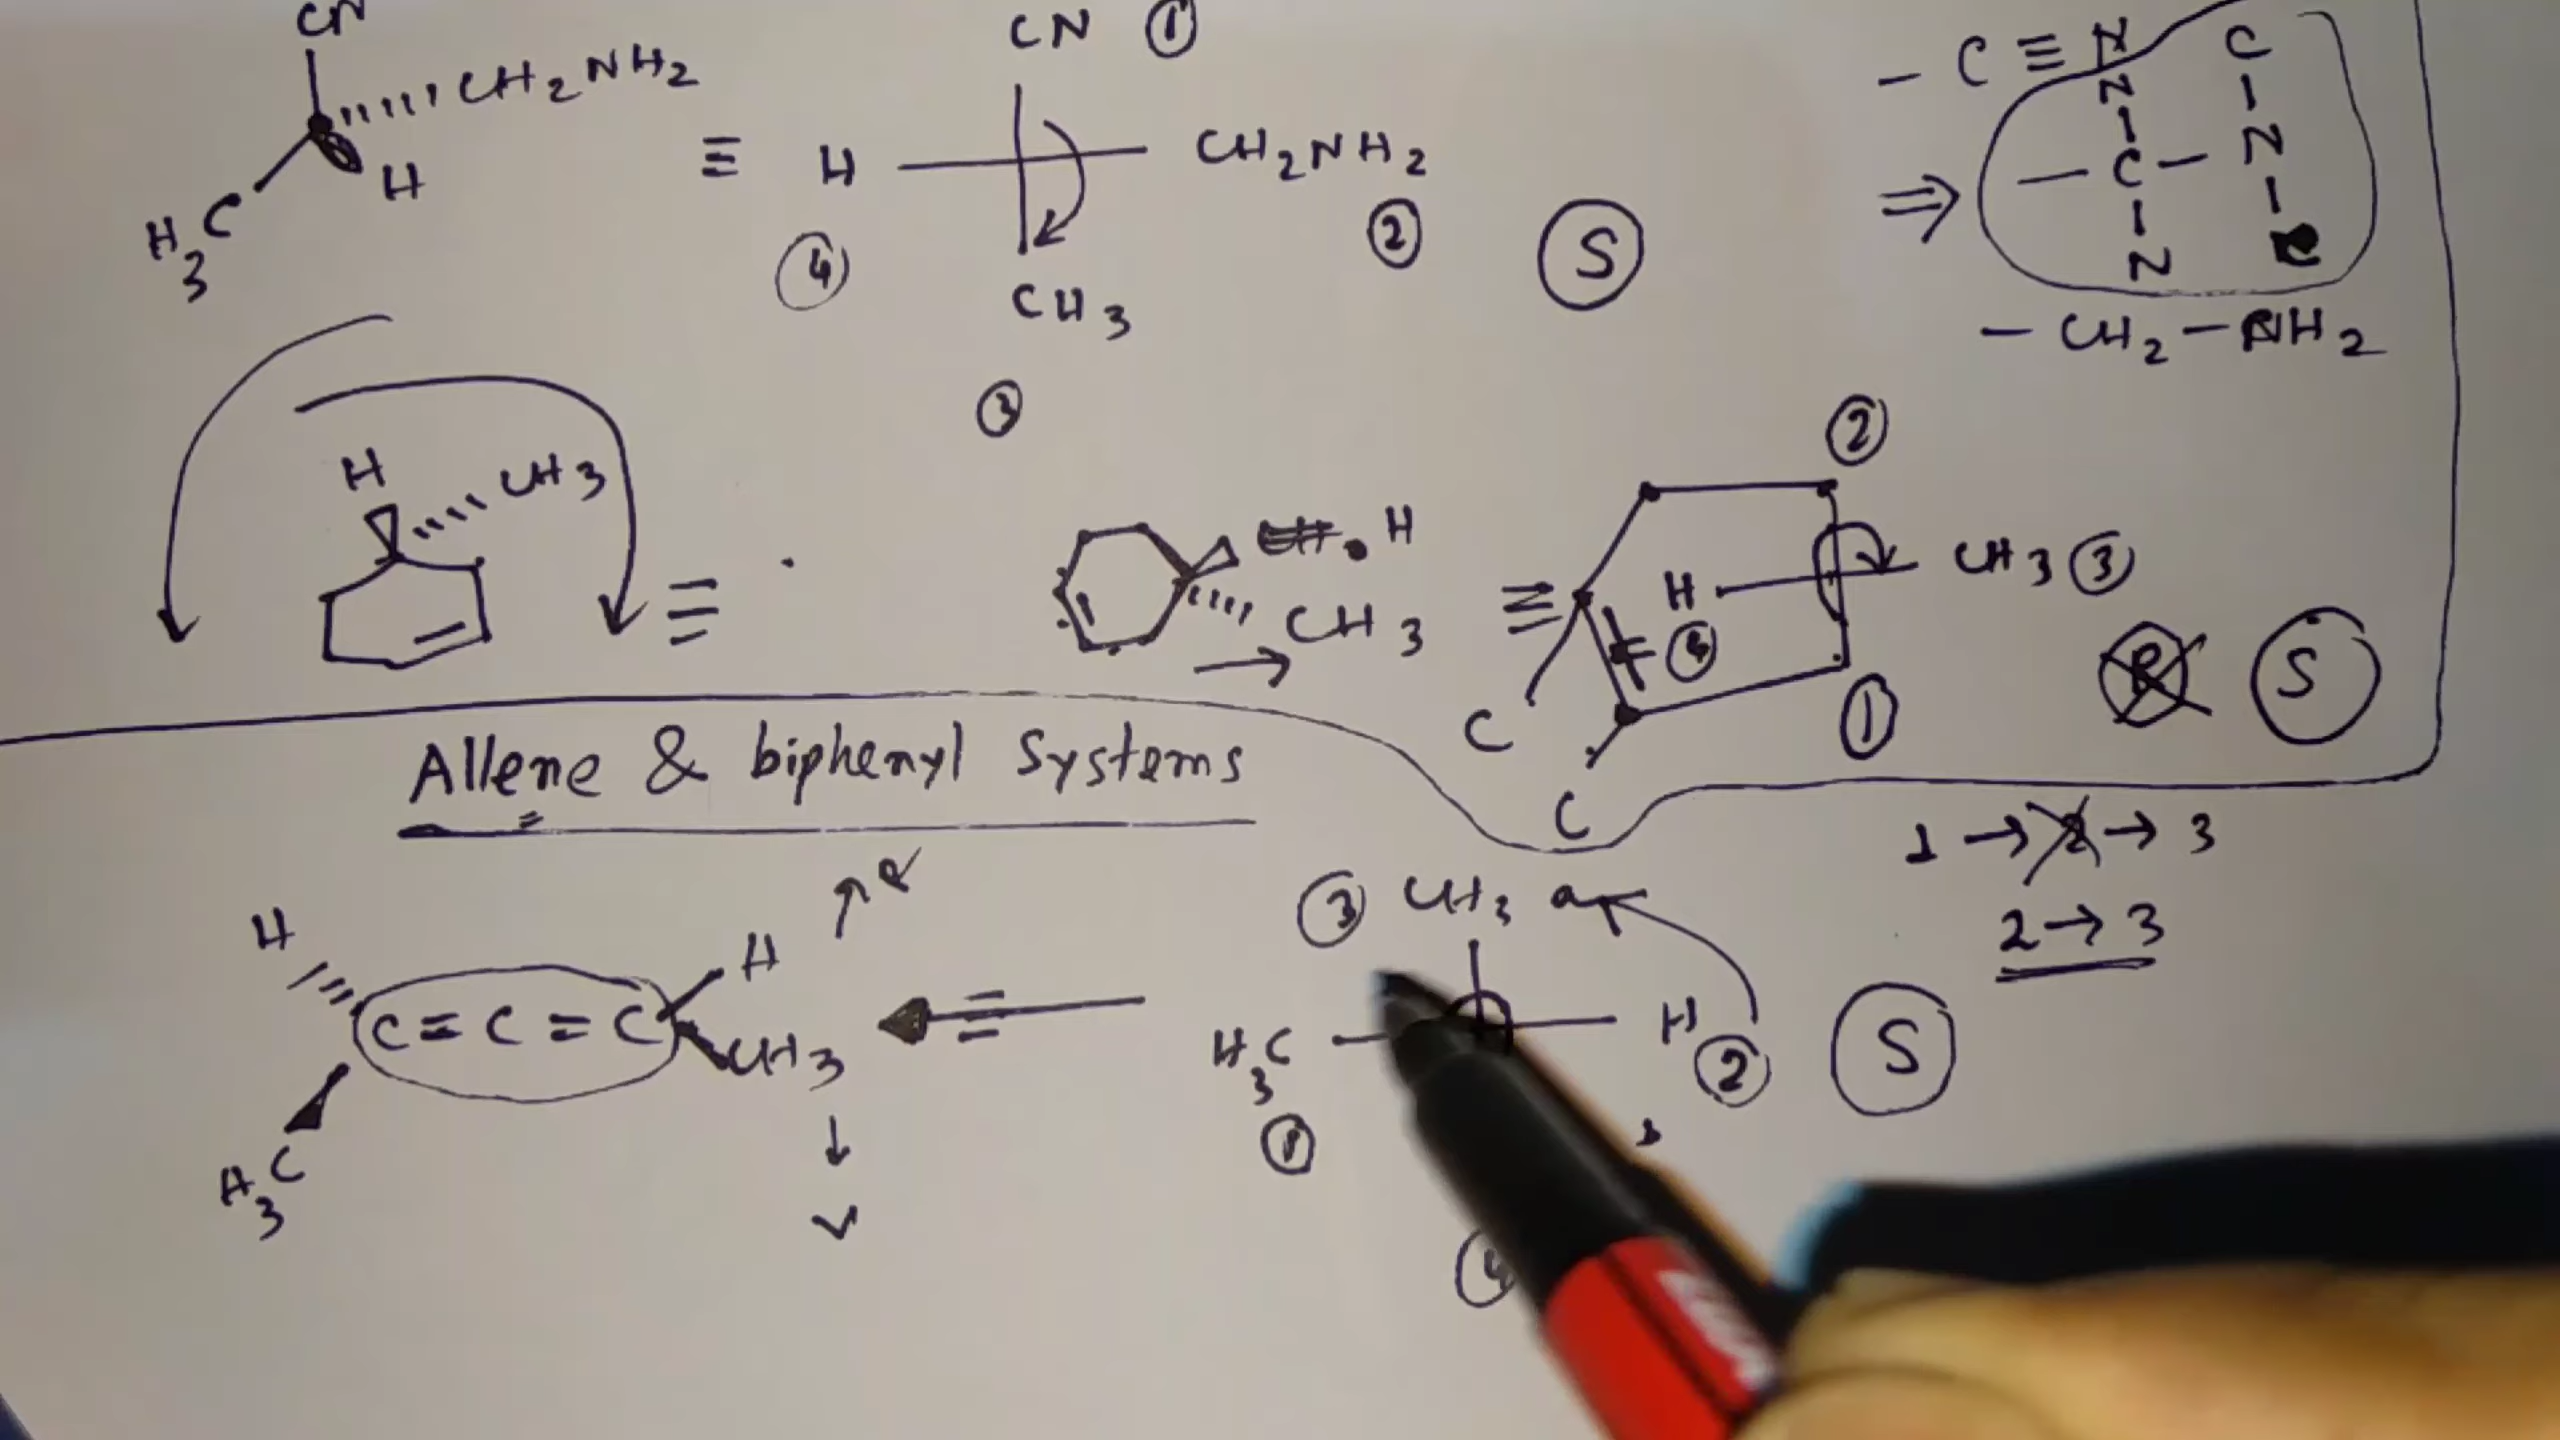 CN
CH2NH2
H
H3C
≡
CN ①
H
CH2NH2
④
②
CH3
③
Ⓢ
- C ≡ N
⇒
N
- C -
N
C
N
C
- CH2 - NH2
H
CH3
≡
H
CH3
→
≡
②
H
CH3 ③
④
①
C
C
R
Ⓢ
Allene & biphenyl Systems
1 → 2 → 3
2 → 3
H
C = C = C
H
CH3
H3C
↓
v
≡
③ CH3 a
H3C
H
①
②
Ⓢ
④